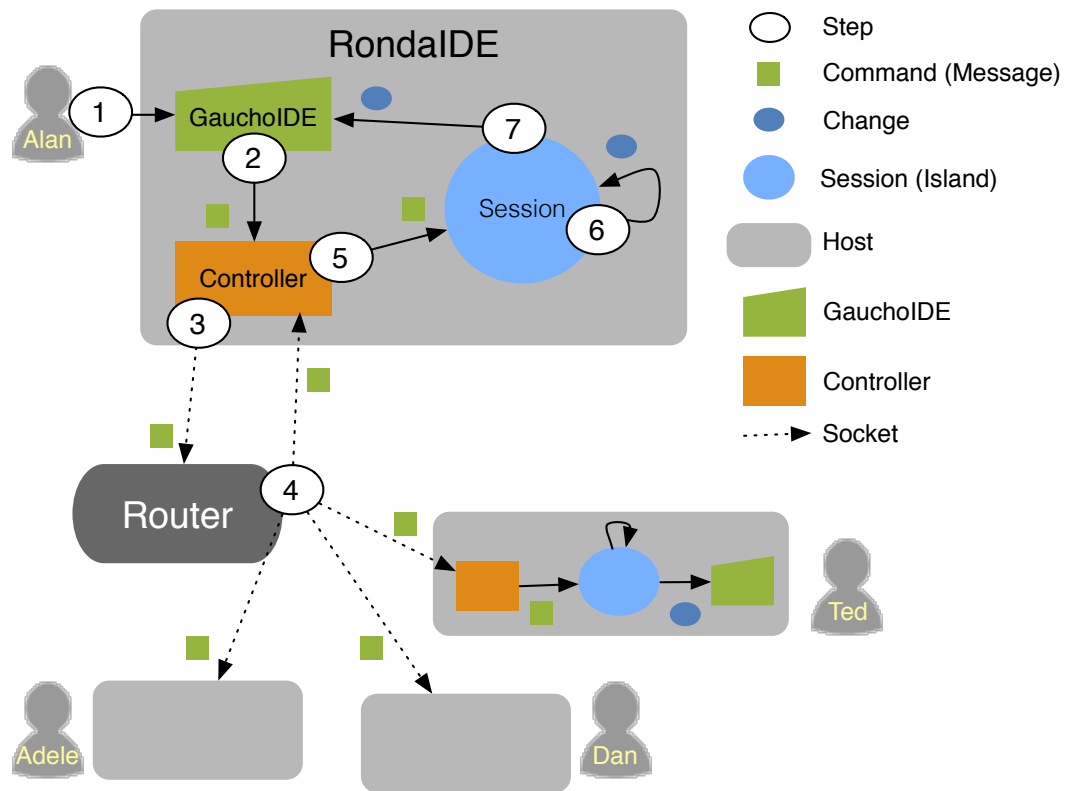 RondaIDE
Step
Command (Message)
Change
Session (Island)
Host
GauchoIDE
Controller
Socket
1
Alan
GauchoIDE
2
7
Session
6
5
Controller
3
4
Router
Ted
Adele
Dan